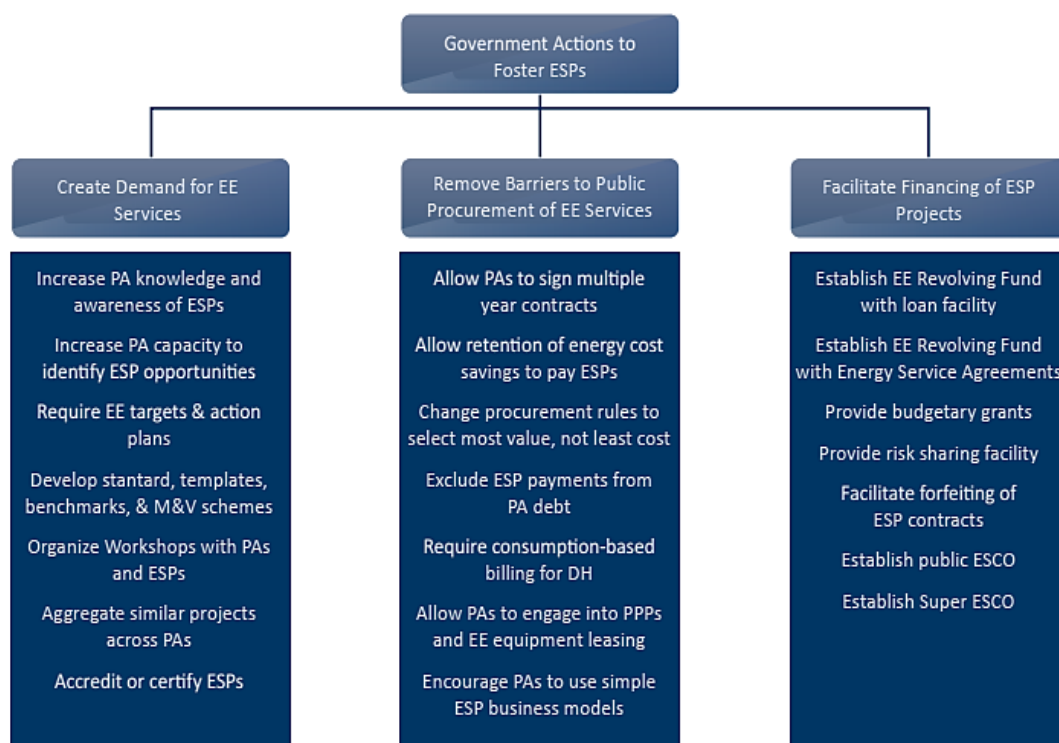 Government Actions to
Foster ESPs
Create Demand for EE
Services
Increase PA knowledge and
awareness of ESPs
Increase PA capacity to
identify ESP opportunities
Require EE targets & action
plans
Develop stantard, templates,
benchmarks, & M&V schemes
Organize Workshops with PAs
and ESPs
Aggregate similar projects
across PAs
Accredit or certify ESPs
Remove Barriers to Public
Procurement of EE Services
Allow PAs to sign multiple
year contracts
Allow retention of energy cost
savings to pay ESPs
Change procurement rules to
select most value, not least cost
Exclude ESP payments from
PA debt
Require consumption-based
billing for DH
Allow PAs to engage into PPPs
and EE equipment leasing
Encourage PAs to use simple
ESP business models
Facilitate Financing of ESP
Projects
Establish EE Revolving Fund
with loan facility
Establish EE Revolving Fund
with Energy Service Agreements
Provide budgetary grants
Provide risk sharing facility
Facilitate forfeiting of
ESP contracts
Establish public ESCO
Establish Super ESCO